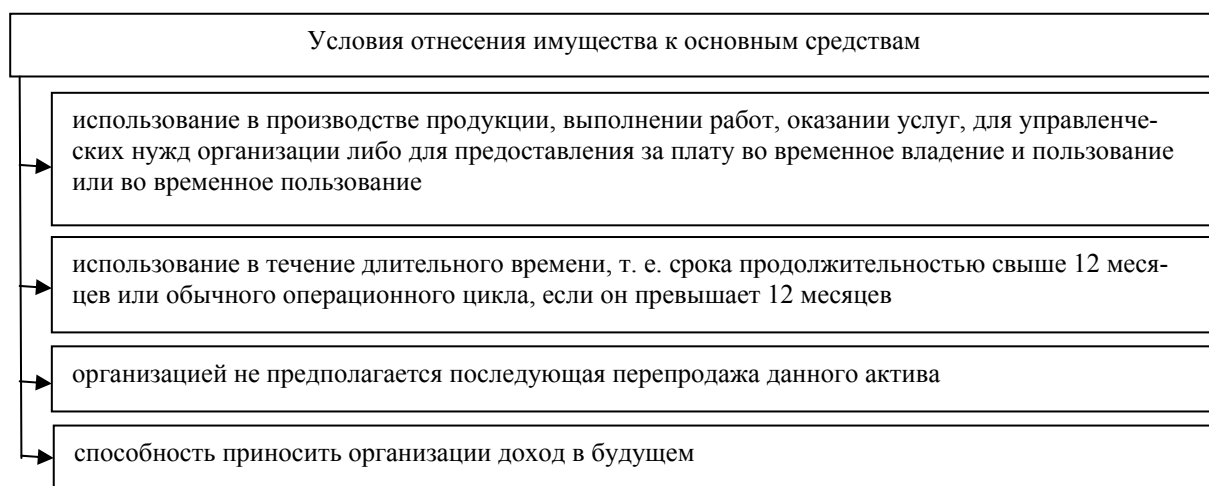 Условия отнесения имущества к основным средствам
использование в производстве продукции, выполнении работ, оказании услуг, для управленче-
ских нужд организации либо для предоставления за плату во временное владение и пользование
или во временное пользование
использование в течение длительного времени, т. е. срока продолжительностью свыше 12 меся-
цев или обычного операционного цикла, если он превышает 12 месяцев
организацией не предполагается последующая перепродажа данного актива
способность приносить организации доход в будущем